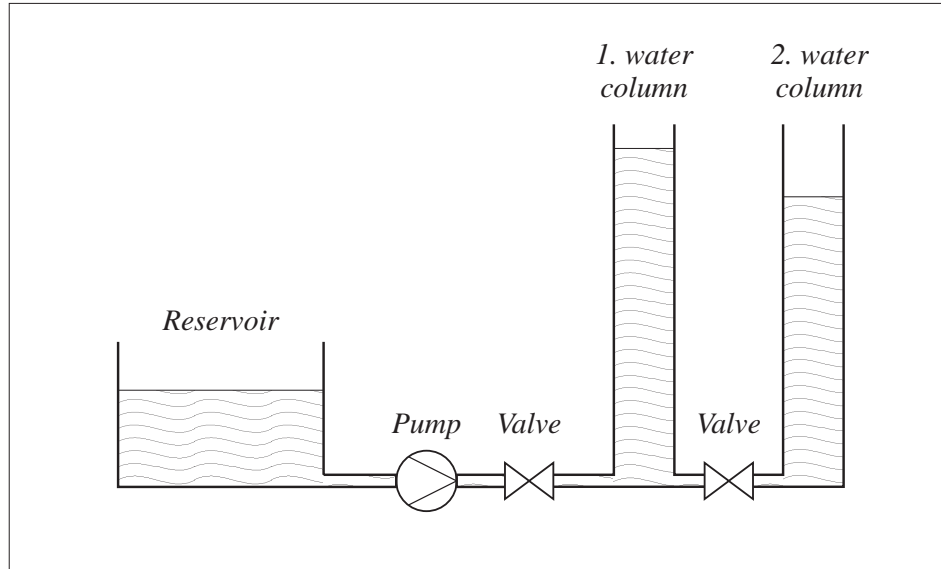 1. water
column
2. water
column
Reservoir
Pump
Valve
Valve